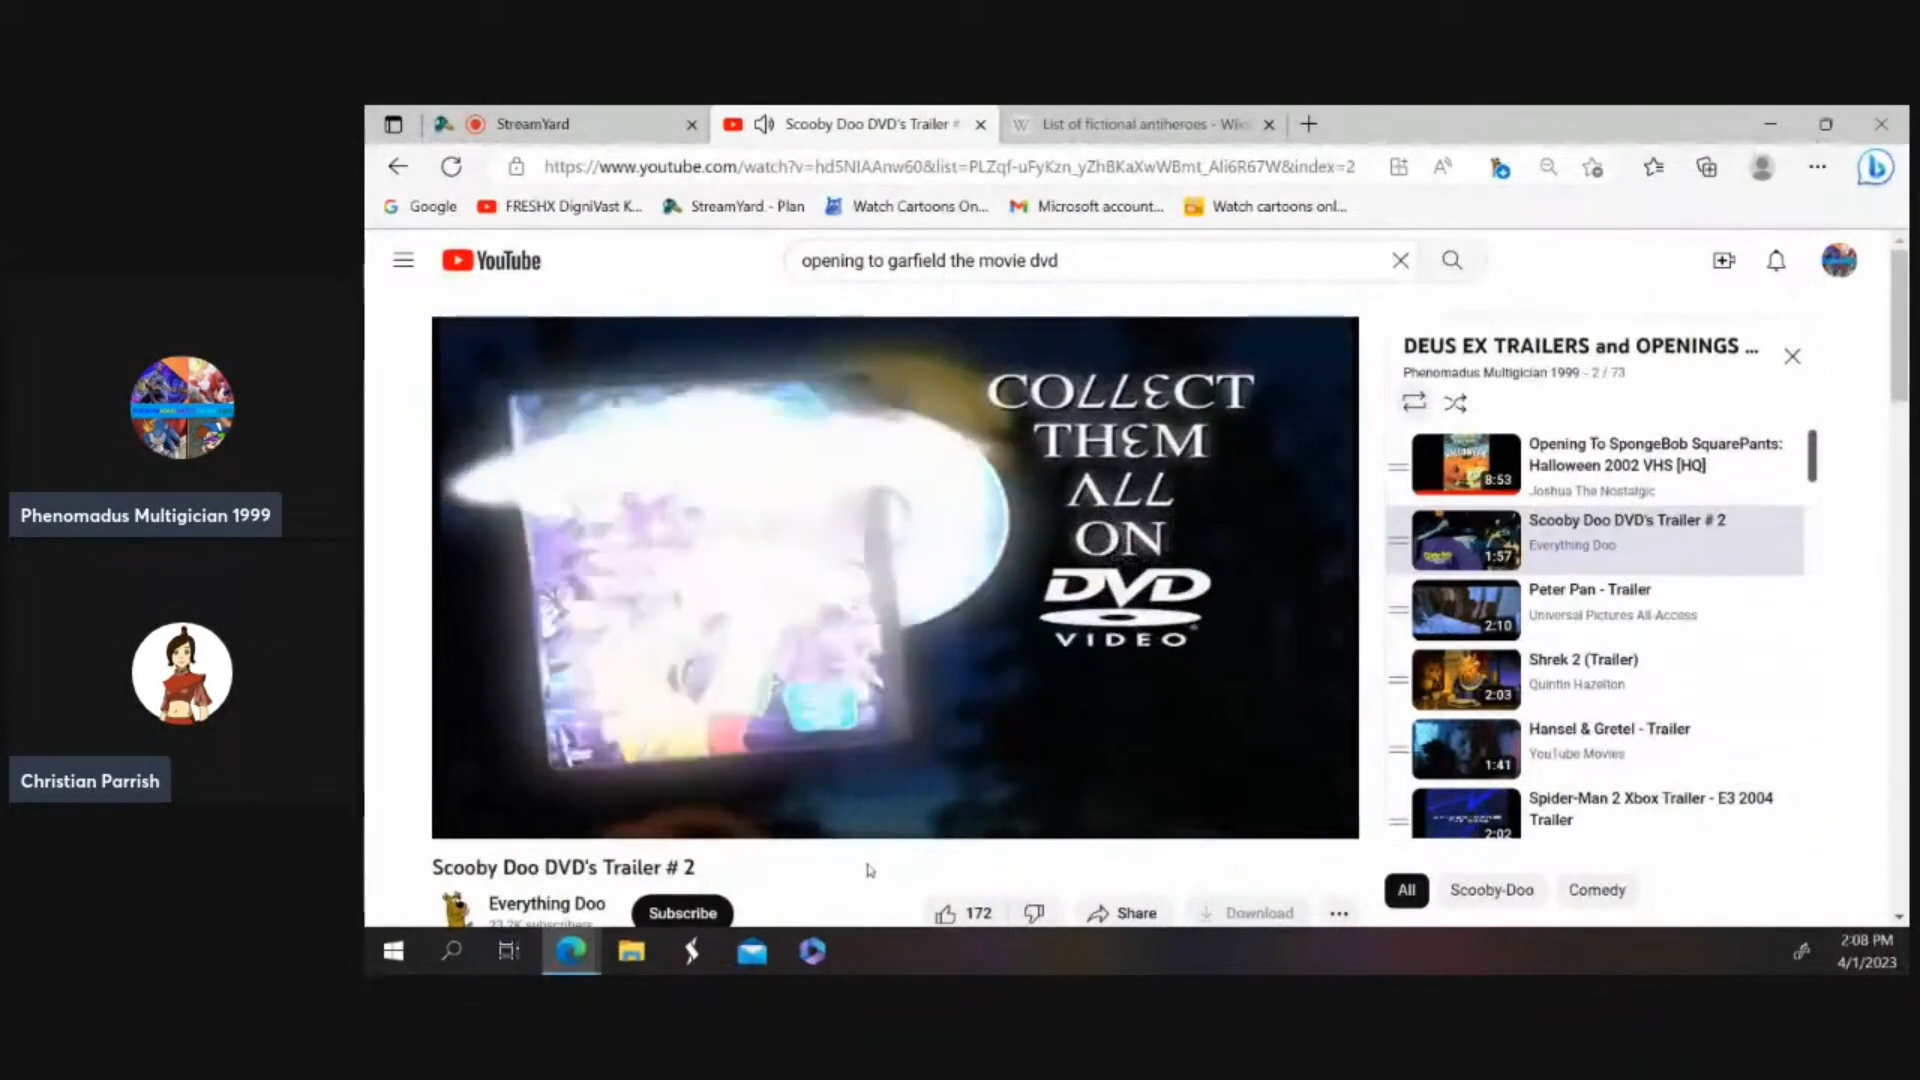 StreamYard
Scooby Doo DVD's Trailer #
List of fictional antiheroes - Wiki
https://www.youtube.com/watch?v=hd5NIAAnw60&list=PLZqf-uFyKzn_yZhBKaXwWBmt_Ali6R67W&index=2
Google
FRESHX DigniVast K...
StreamYard - Plan
Watch Cartoons On...
Microsoft account...
Watch cartoons onl...
YouTube
opening to garfield the movie dvd
COLLECT
THEM
ALL
ON
DVD
VIDEO
DEUS EX TRAILERS and OPENINGS ...
Phenomadus Multigician 1999 - 2 / 73
8:53
Opening To SpongeBob SquarePants:
Halloween 2002 VHS [HQ]
Joshua The Nostalgic
1:57
Scooby Doo DVD's Trailer # 2
Everything Doo
2:10
Peter Pan - Trailer
Universal Pictures All-Access
2:03
Shrek 2 (Trailer)
Quintin Hazelton
1:41
Hansel & Gretel - Trailer
YouTube Movies
2:02
Spider-Man 2 Xbox Trailer - E3 2004
Trailer
Phenomadus Multigician 1999
Christian Parrish
Scooby Doo DVD's Trailer # 2
Everything Doo
23.2K subscribers
Subscribe
172
Share
Download
All
Scooby-Doo
Comedy
2:08 PM
4/1/2023